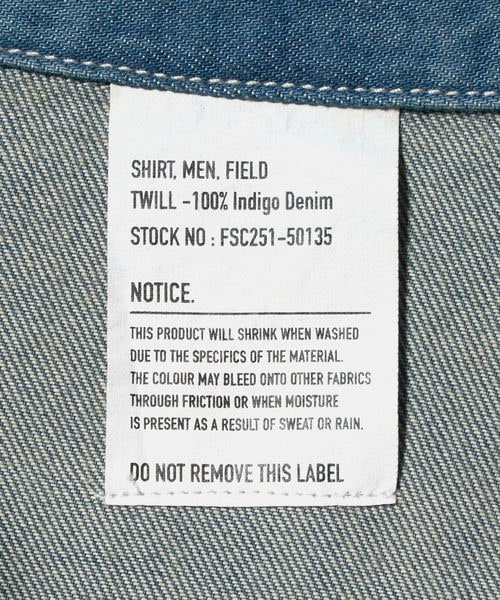 SHIRT, MEN, FIELD
TWILL -100% Indigo Denim
STOCK NO : FSC251-50135
NOTICE.
THIS PRODUCT WILL SHRINK WHEN WASHED
DUE TO THE SPECIFICS OF THE MATERIAL.
THE COLOUR MAY BLEED ONTO OTHER FABRICS
THROUGH FRICTION OR WHEN MOISTURE
IS PRESENT AS A RESULT OF SWEAT OR RAIN.
DO NOT REMOVE THIS LABEL